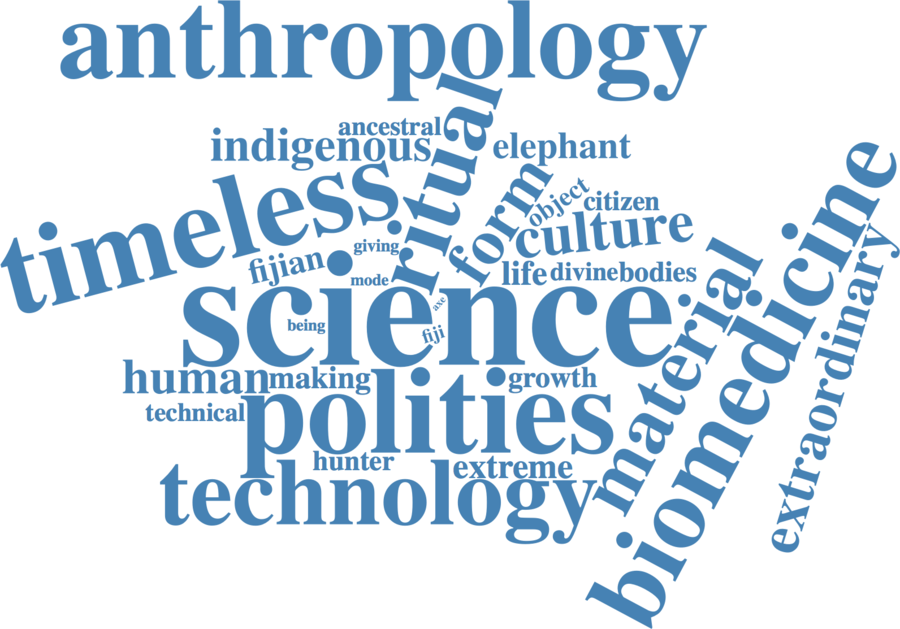 anthropology
ancestral
ritual
indigenous
elephant
timeless
form
object
citizen
culture
giving
fijian
mode
life
divine
bodies
science
axe
being
fiji
material
biomedicine
extraordinary
human
making
growth
polities
technical
hunter
extreme
technology